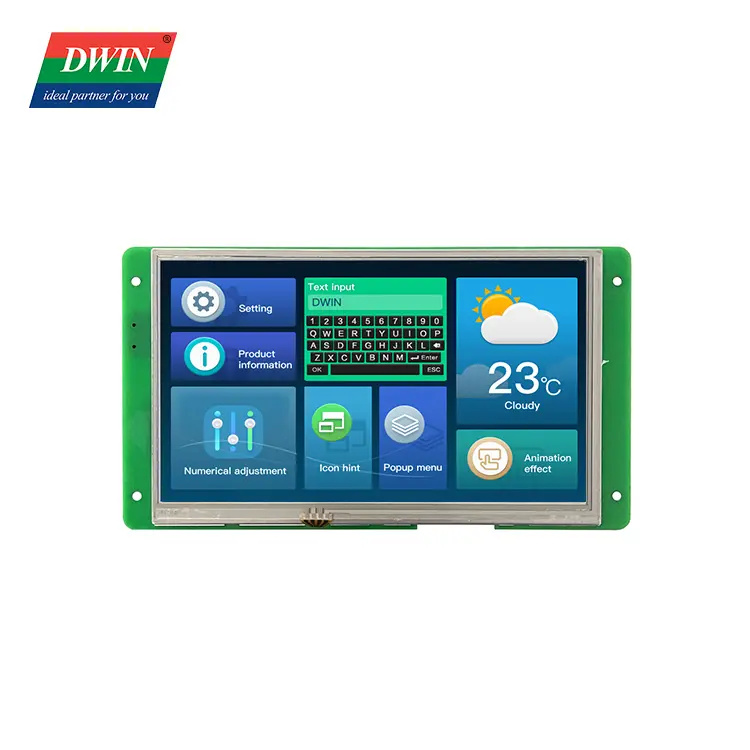 DWIN
®
ideal partner for you
Setting
Product
information
Numerical adjustment
Text input
DWIN
1 2 3 4 5 6 7 8 9 0
Q W E R T Y U I O P
A S D F G H J K L
Z X C V B N M Enter
OK ESC
Icon hint
Popup menu
23°C
Cloudy
Animation
effect